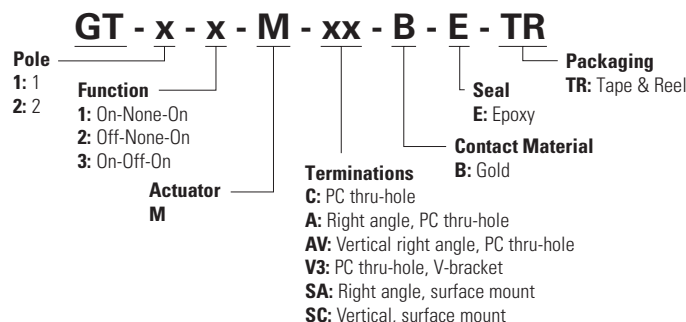 GT - x - x - M - xx - B - E - TR
Pole
1: 1
2: 2
Function
1: On-None-On
2: Off-None-On
3: On-Off-On
Actuator
M
Terminations
C: PC thru-hole
A: Right angle, PC thru-hole
AV: Vertical right angle, PC thru-hole
V3: PC thru-hole, V-bracket
SA: Right angle, surface mount
SC: Vertical, surface mount
Contact Material
B: Gold
Seal
E: Epoxy
Packaging
TR: Tape & Reel